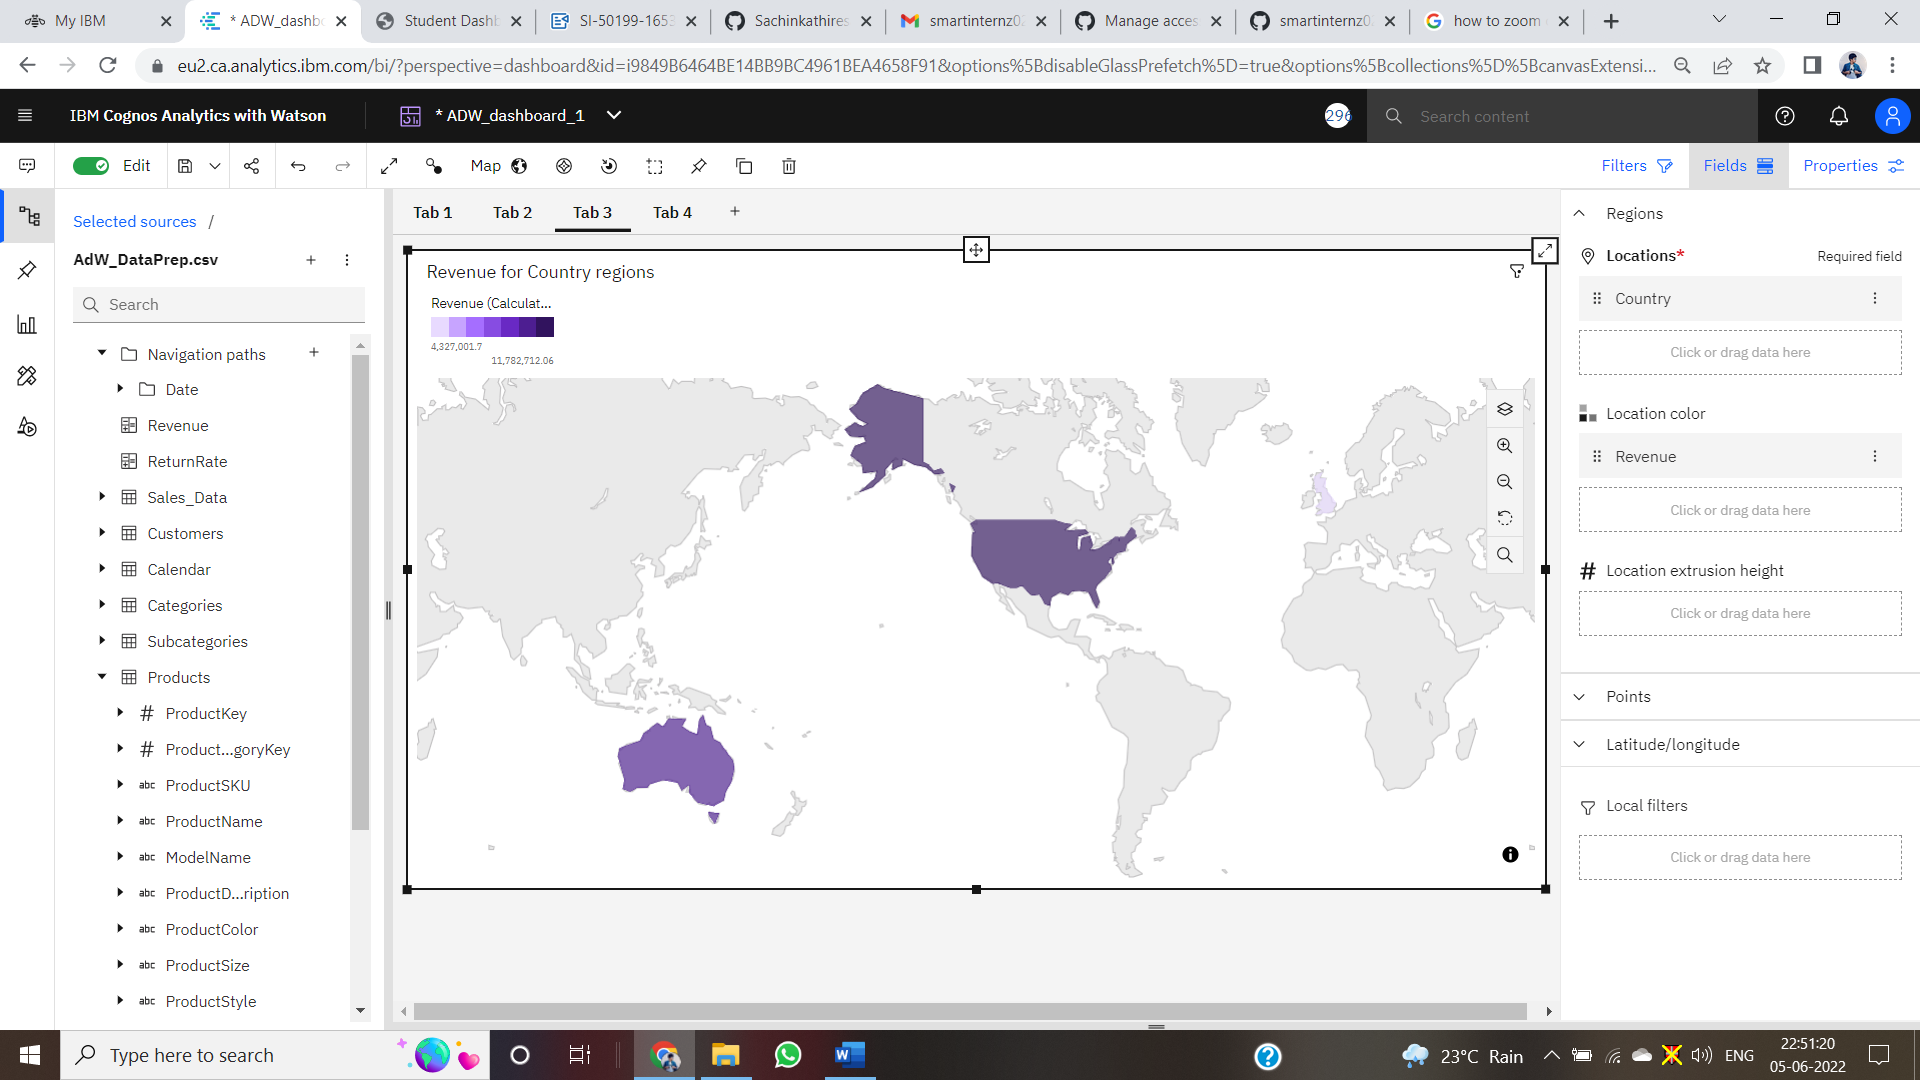 My IBM
* ADW_dashbo
Student Dashb
SI-50199-1653
Sachinkathires
smartinternz02
Manage acces
smartinternz02
how to zoom
eu2.ca.analytics.ibm.com/bi/?perspective=dashboard&id=i9849B6464BE14BB9BC4961BEA4658F91&options%5BdisableGlassPrefetch%5D=true&options%5Bcollections%5D%5BcanvasExtensi...
IBM Cognos Analytics with Watson
* ADW_dashboard_1
296
Search content
Edit
Map
Filters
Fields
Properties
Selected sources /
AdW_DataPrep.csv
Search
Navigation paths
Date
Revenue
ReturnRate
Sales_Data
Customers
Calendar
Categories
Subcategories
Products
# ProductKey
# Product...goryKey
abc ProductSKU
abc ProductName
abc ModelName
abc ProductD...ription
abc ProductColor
abc ProductSize
abc ProductStyle
Tab 1
Tab 2
Tab 3
Tab 4
Revenue for Country regions
Revenue (Calculat...
4,327,001.7
11,782,712.06
Regions
Locations*
Required field
Country
Click or drag data here
Location color
Revenue
Click or drag data here
# Location extrusion height
Click or drag data here
Points
Latitude/longitude
Local filters
Click or drag data here
Type here to search
23°C Rain
ENG
22:51:20
05-06-2022